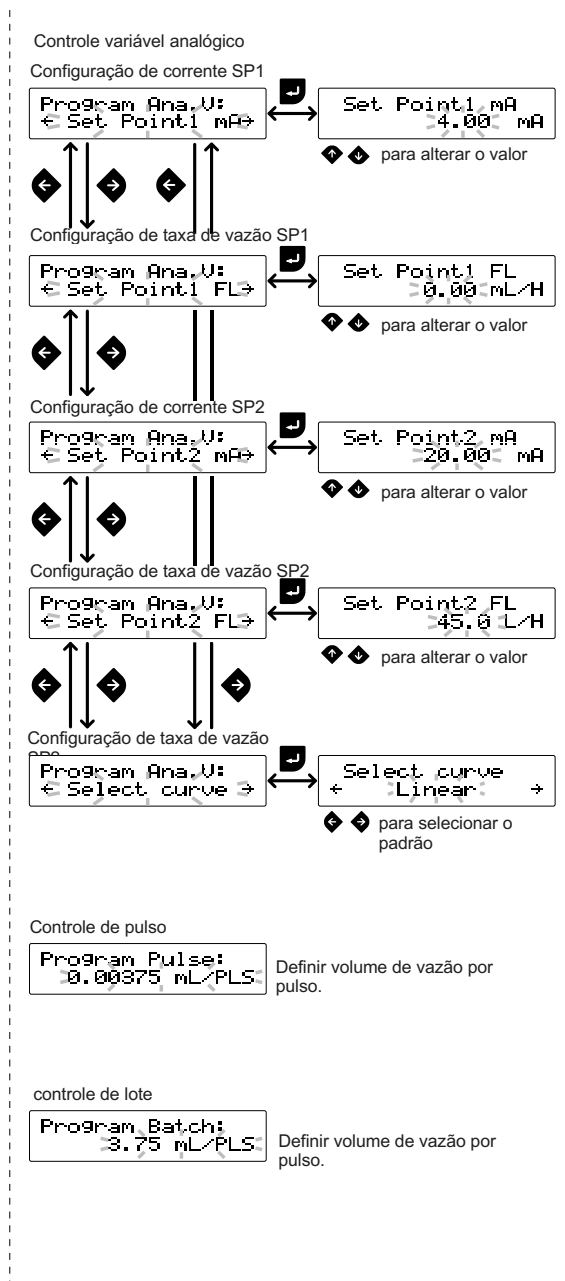 Controle variável analógico
Configuração de corrente SP1
Program Ana.V:
← Set Point1 mA→
Set Point1 mA
4.00 mA
para alterar o valor
Configuração de taxa de vazão SP1
Program Ana.V:
← Set Point1 FL→
Set Point1 FL
0.00 mL/H
para alterar o valor
Configuração de corrente SP2
Program Ana.V:
← Set Point2 mA→
Set Point2 mA
20.00 mA
para alterar o valor
Configuração de taxa de vazão SP2
Program Ana.V:
← Set Point2 FL→
Set Point2 FL
45.0 L/H
para alterar o valor
Configuração de taxa de vazão
Program Ana.V:
← Select curve →
Select curve
← Linear →
para selecionar o
padrão
Controle de pulso
Program Pulse:
0.00375 mL/PLS
Definir volume de vazão por
pulso.
controle de lote
Program Batch:
3.75 mL/PLS
Definir volume de vazão por
pulso.